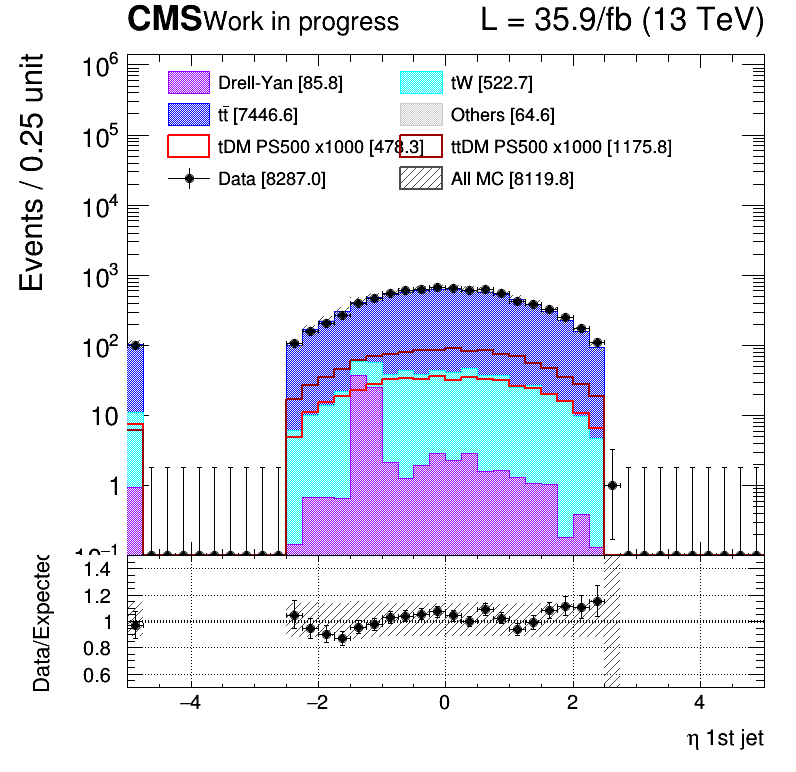 CMS Work in progress L = 35.9/fb (13 TeV)
Events / 0.25 unit
10⁶
10⁵
10⁴
10³
10²
10
1
10⁻¹
Drell-Yan [85.8] tW [522.7]
tt̄ [7446.6] Others [64.6]
tDM PS500 x1000 [478.3] ttDM PS500 x1000 [1175.8]
Data [8287.0] All MC [8119.8]
Data/Expected
1.4
1.2
1
0.8
0.6
−4 −2 0 2 4
η 1st jet